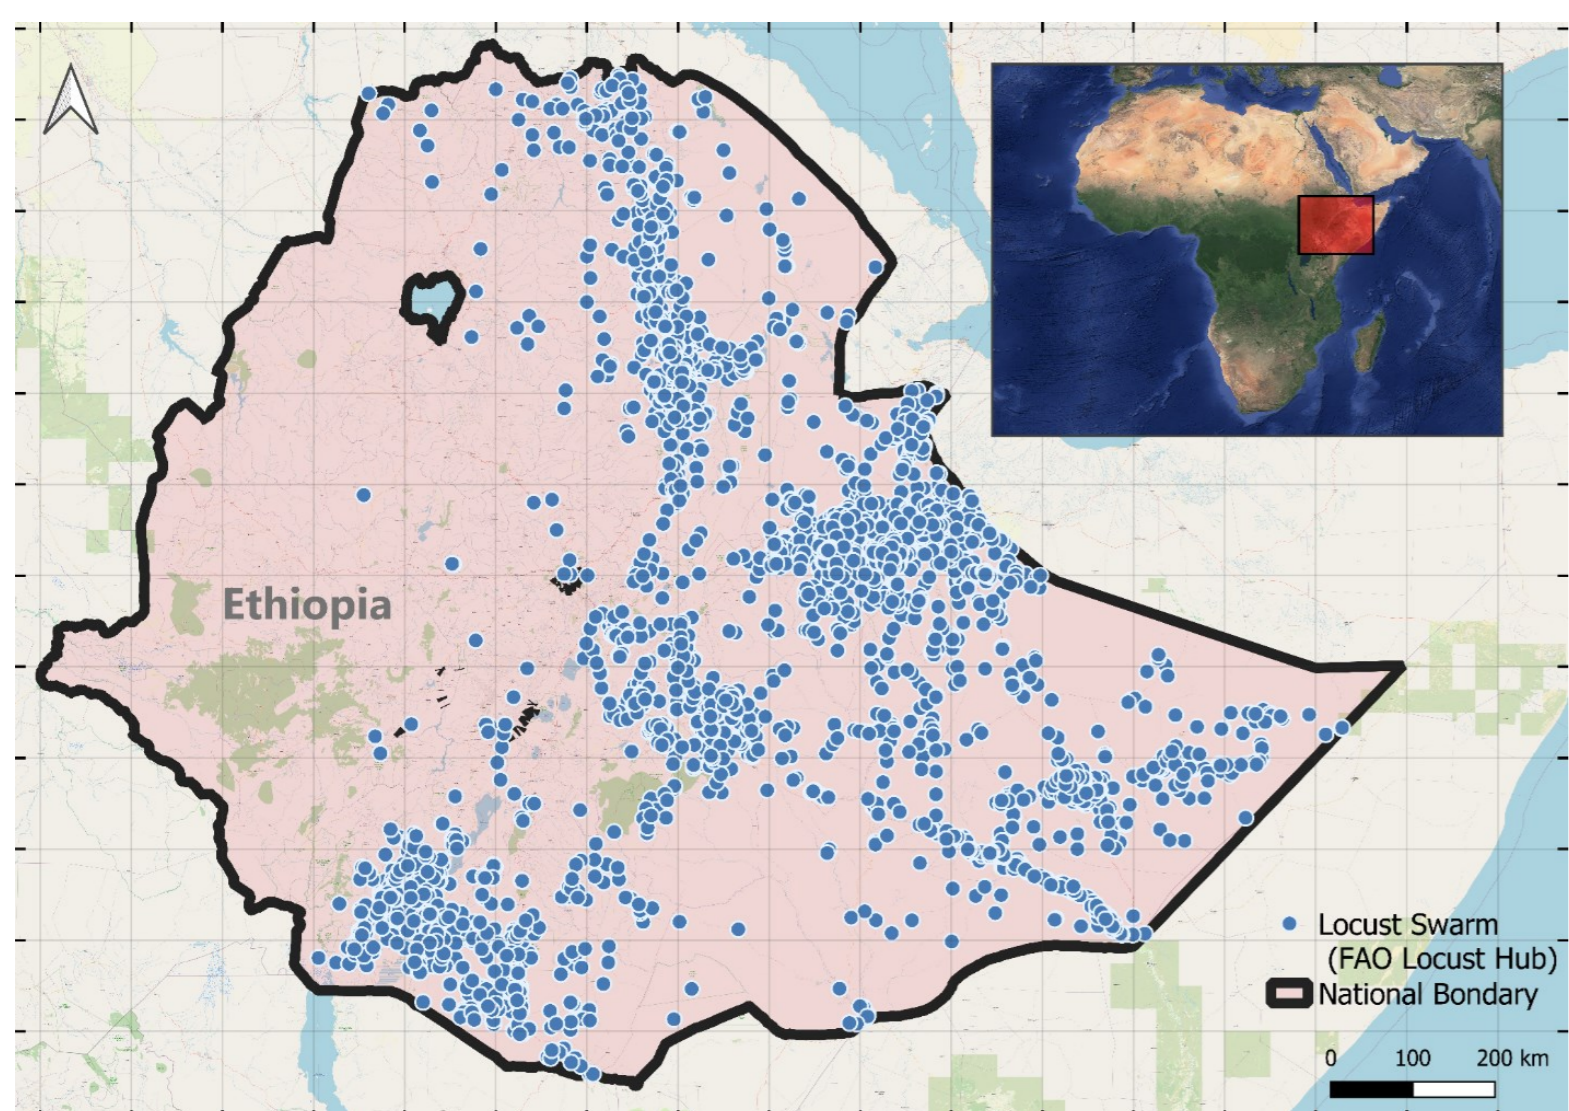 Ethiopia
Locust Swarm
(FAO Locust Hub)
National Bondary
0 100 200 km